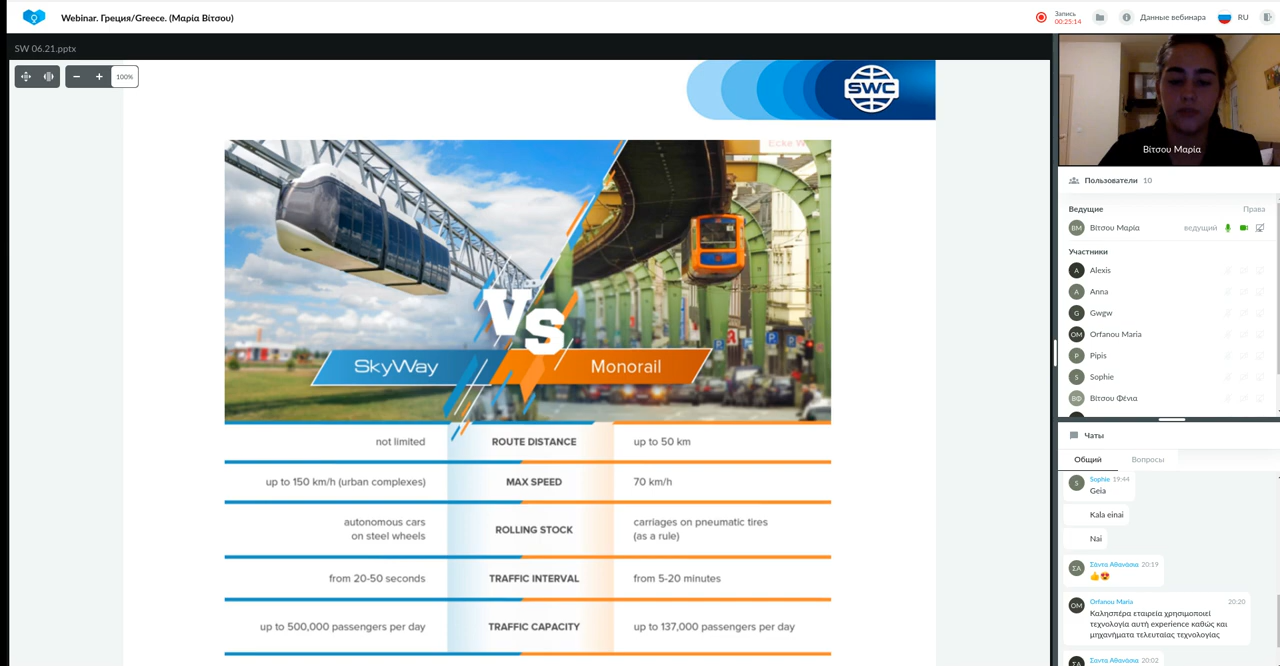 Webinar. Греция/Greece. (Μαρία Βίτσου)
Запись
00:25:14
Данные вебинара
RU
SW 06.21.pptx
100%
SWC
Ecke W
VS
SkyWay
Monorail
not limited
ROUTE DISTANCE
up to 50 km
up to 150 km/h (urban complexes)
MAX SPEED
70 km/h
autonomous cars
on steel wheels
ROLLING STOCK
carriages on pneumatic tires
(as a rule)
from 20-50 seconds
TRAFFIC INTERVAL
from 5-20 minutes
up to 500,000 passengers per day
TRAFFIC CAPACITY
up to 137,000 passengers per day
Βίτσου Μαρία
Пользователи 10
Ведущие
Права
ΒΜ
Βίτσου Μαρία
ведущий
Участники
A
Alexis
A
Anna
G
Gwgw
OM
Orfanou Maria
P
Pipis
S
Sophie
ΒΦ
Βίτσου Φένια
Чаты
Общий
Вопросы
S
Sophie 19:44
Geia
Kala einai
Nai
ΣΑ
Σάντα Αθανάσια 20:19
👍😍
OM
Orfanou Maria 20:20
Καλησπέρα εταιρεία χρησιμοποιεί
τεχνολογία αυτή experience καθώς και
μηχανήματα τελευταίας τεχνολογίας
ΣΑ
Σάντα Αθανάσια 20:02